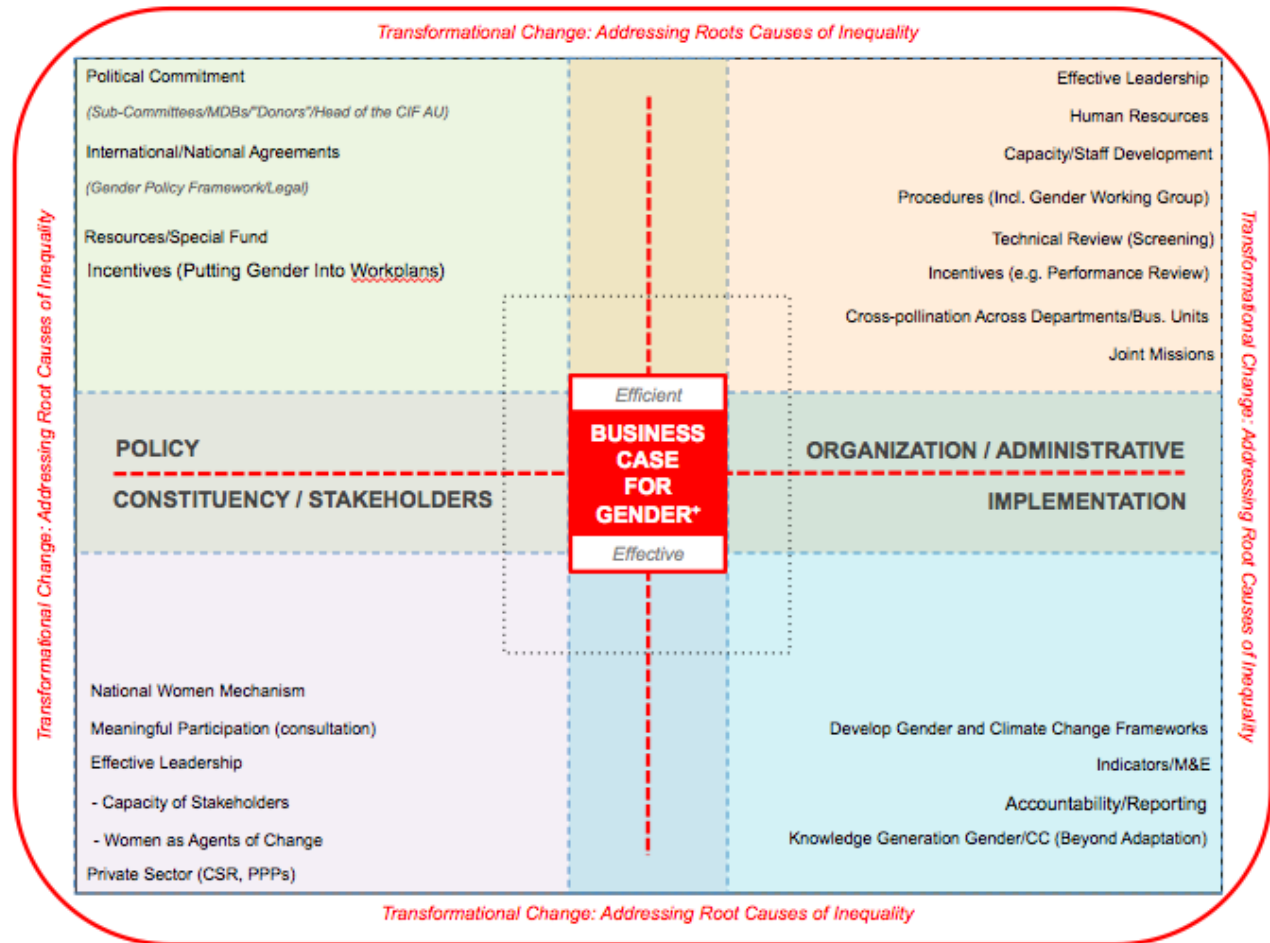 Transformational Change: Addressing Roots Causes of Inequality
Political Commitment
(Sub-Committees/MDBs/"Donors"/Head of the CIF AU)
International/National Agreements
(Gender Policy Framework/Legal)
Resources/Special Fund
Incentives (Putting Gender Into Workplans)
Effective Leadership
Human Resources
Capacity/Staff Development
Procedures (Incl. Gender Working Group)
Technical Review (Screening)
Incentives (e.g. Performance Review)
Cross-pollination Across Departments/Bus. Units
Joint Missions
Transformational Change: Addressing Root Causes of Inequality
Transformational Change: Addressing Root Causes of Inequality
POLICY
CONSTITUENCY / STAKEHOLDERS
Efficient
BUSINESS
CASE
FOR
GENDER+
Effective
ORGANIZATION / ADMINISTRATIVE
IMPLEMENTATION
National Women Mechanism
Meaningful Participation (consultation)
Effective Leadership
- Capacity of Stakeholders
- Women as Agents of Change
Private Sector (CSR, PPPs)
Develop Gender and Climate Change Frameworks
Indicators/M&E
Accountability/Reporting
Knowledge Generation Gender/CC (Beyond Adaptation)
Transformational Change: Addressing Root Causes of Inequality